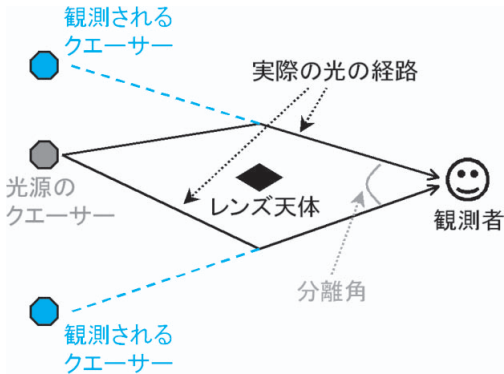 観測される
クエーサー
実際の光の経路
光源の
クエーサー
レンズ天体
観測者
分離角
観測される
クエーサー